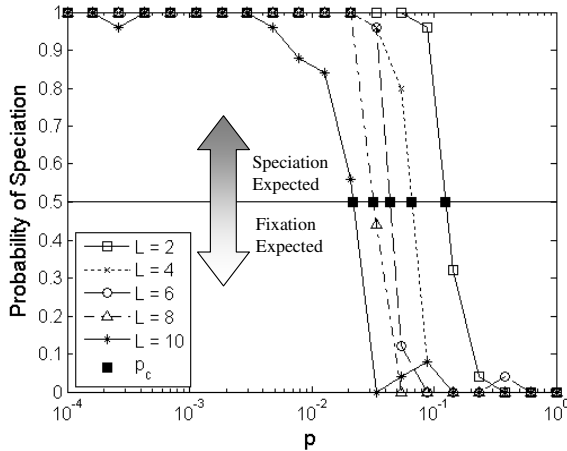 1
0.9
0.8
0.7
0.6
0.5
0.4
0.3
0.2
0.1
0
Probability of Speciation
Speciation
Expected
Fixation
Expected
L = 2
L = 4
L = 6
L = 8
L = 10
p_c
10^-4
10^-3
10^-2
10^-1
10^0
p